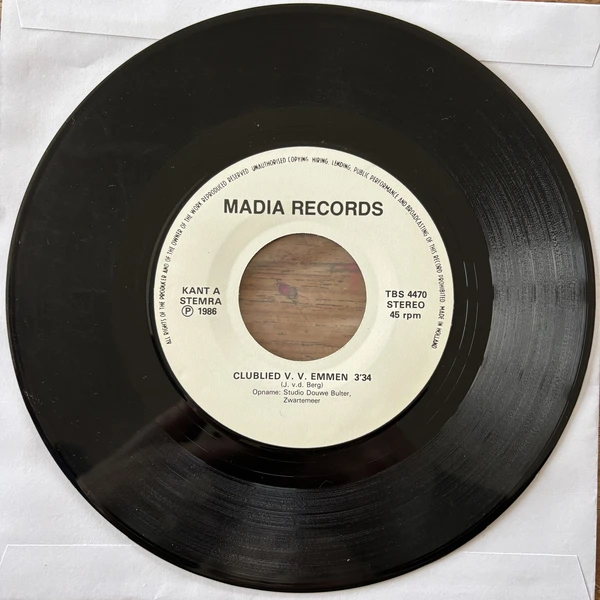 ALL RIGHTS OF THE PRODUCER AND OF THE OWNER OF THE WORK REPRODUCED RESERVED UNAUTHORISED COPYING HIRING, LENDING, PUBLIC PERFORMANCE AND BROADCASTING OF THIS RECORD PROHIBITED MADE IN HOLLAND
MADIA RECORDS
KANT A
STEMRA
Ⓟ 1986
TBS 4470
STEREO
45 rpm
CLUBLIED V. V. EMMEN 3'34
(J. v.d. Berg)
Opname: Studio Douwe Bulter,
Zwartemeer